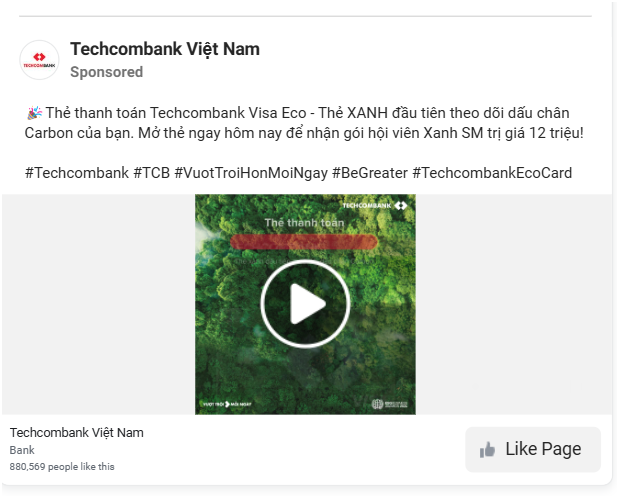 Techcombank Việt Nam
TECHCOMBANK
Sponsored
🎉Thẻ thanh toán Techcombank Visa Eco - Thẻ XANH đầu tiên theo dõi dấu chân
Carbon của bạn. Mở thẻ ngay hôm nay để nhận gói hội viên Xanh SM trị giá 12 triệu!
#Techcombank #TCB #VuotTroiHonMoiNgay #BeGreater #TechcombankEcoCard
TECHCOMBANK
Thẻ thanh toán
VƯỢT TRỘI MỖI NGÀY
Techcombank Việt Nam
Bank
880,569 people like this
Like Page